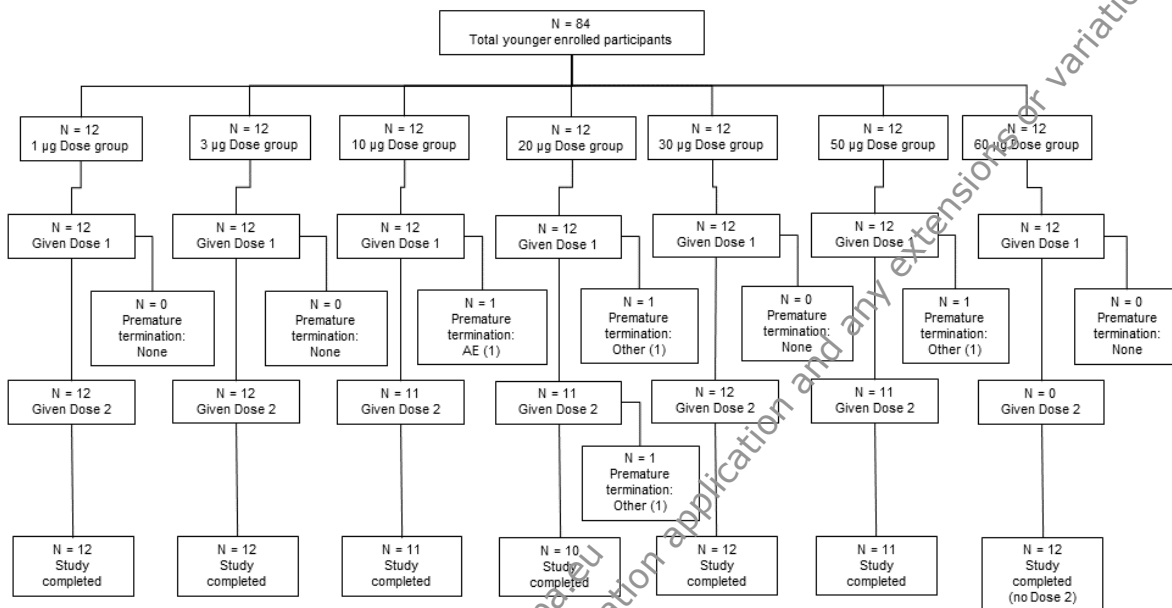 N = 84
Total younger enrolled participants
N = 12
1 µg Dose group
N = 12
3 µg Dose group
N = 12
10 µg Dose group
N = 12
20 µg Dose group
N = 12
30 µg Dose group
N = 12
50 µg Dose group
N = 12
60 µg Dose group
N = 12
Given Dose 1
N = 12
Given Dose 1
N = 12
Given Dose 1
N = 12
Given Dose 1
N = 12
Given Dose 1
N = 12
Given Dose 1
N = 12
Given Dose 1
N = 0
Premature
termination:
None
N = 0
Premature
termination:
None
N = 1
Premature
termination:
AE (1)
N = 1
Premature
termination:
Other (1)
N = 0
Premature
termination:
None
N = 1
Premature
termination:
Other (1)
N = 0
Premature
termination:
None
N = 12
Given Dose 2
N = 12
Given Dose 2
N = 11
Given Dose 2
N = 11
Given Dose 2
N = 12
Given Dose 2
N = 11
Given Dose 2
N = 0
Given Dose 2
N = 1
Premature
termination:
Other (1)
N = 12
Study
completed
N = 12
Study
completed
N = 11
Study
completed
N = 10
Study
completed
N = 12
Study
completed
N = 11
Study
completed
N = 12
Study
completed
(no Dose 2)
application and any extensions or